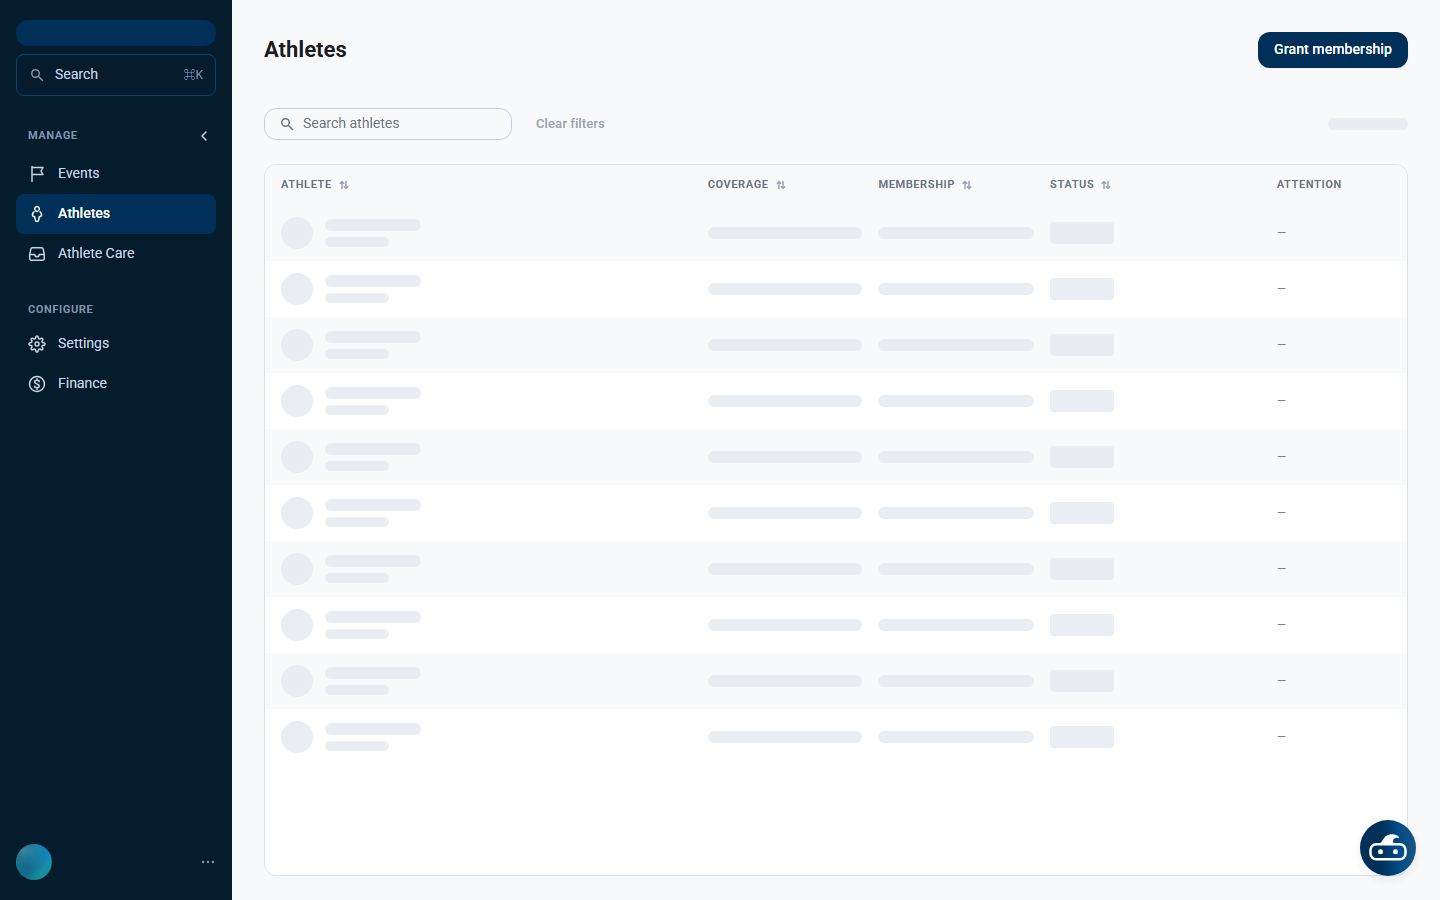 Search ⌘K
MANAGE
Events
Athletes
Athlete Care
CONFIGURE
Settings
Finance
Athletes
Grant membership
Search athletes
Clear filters
ATHLETE COVERAGE MEMBERSHIP STATUS ATTENTION
–
–
–
–
–
–
–
–
–
–